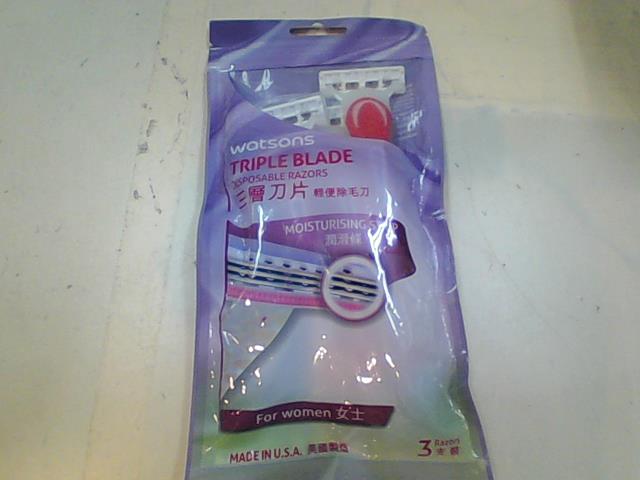 watsons
TRIPLE BLADE
DISPOSABLE RAZORS
三層刀片 輕便除毛刀
MOISTURISING STRIP
潤滑條
For women 女士
MADE IN U.S.A. 美國製造
3 Razors
支裝